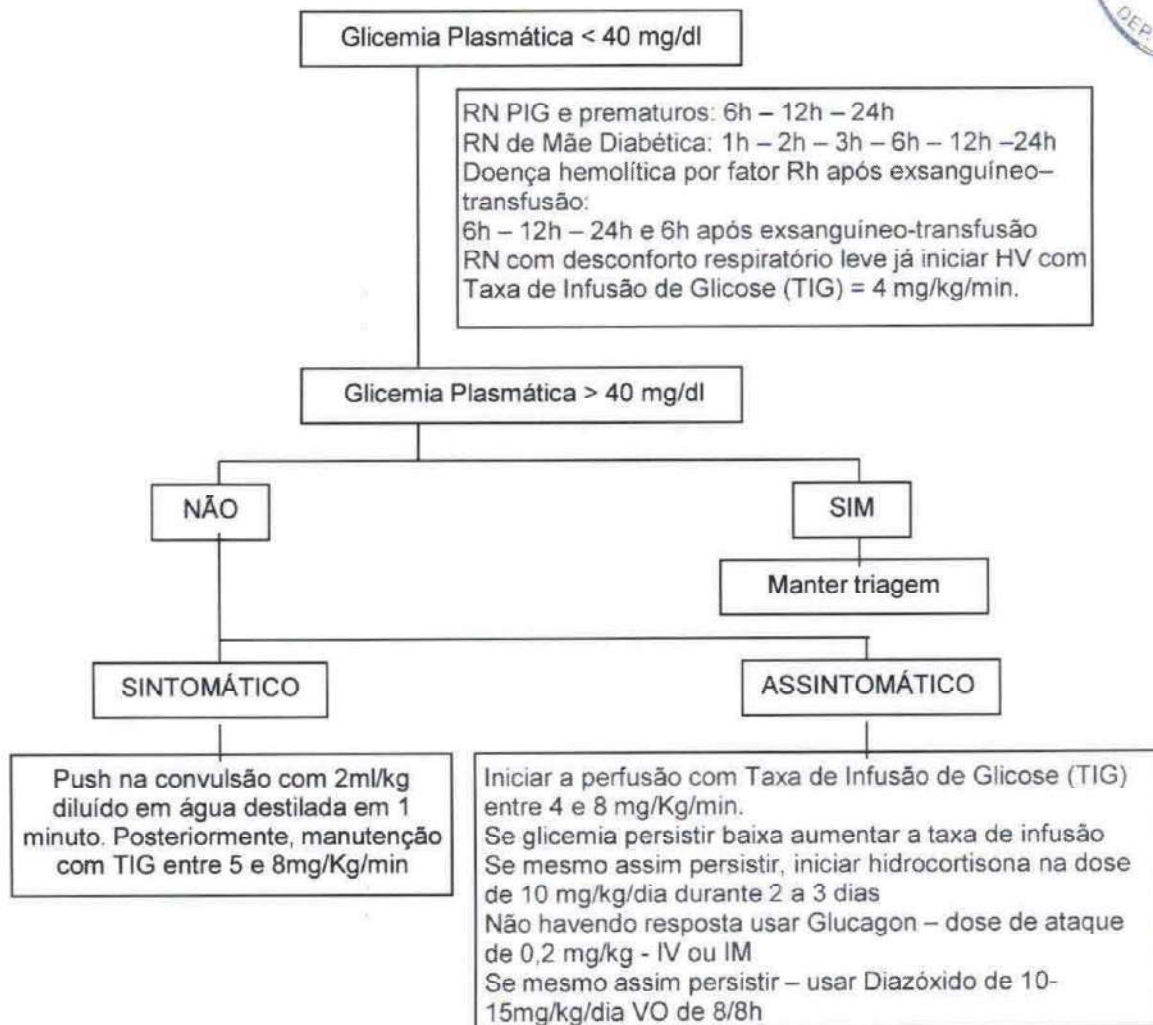 DEP.
Glicemia Plasmática < 40 mg/dl
RN PIG e prematuros: 6h – 12h – 24h
RN de Mãe Diabética: 1h – 2h – 3h – 6h – 12h –24h
Doença hemolítica por fator Rh após exsanguíneo–
transfusão:
6h – 12h – 24h e 6h após exsanguíneo-transfusão
RN com desconforto respiratório leve já iniciar HV com
Taxa de Infusão de Glicose (TIG) = 4 mg/kg/min.
Glicemia Plasmática > 40 mg/dl
NÃO
SIM
Manter triagem
SINTOMÁTICO
ASSINTOMÁTICO
Push na convulsão com 2ml/kg
diluído em água destilada em 1
minuto. Posteriormente, manutenção
com TIG entre 5 e 8mg/Kg/min
Iniciar a perfusão com Taxa de Infusão de Glicose (TIG)
entre 4 e 8 mg/Kg/min.
Se glicemia persistir baixa aumentar a taxa de infusão
Se mesmo assim persistir, iniciar hidrocortisona na dose
de 10 mg/kg/dia durante 2 a 3 dias
Não havendo resposta usar Glucagon – dose de ataque
de 0,2 mg/kg - IV ou IM
Se mesmo assim persistir – usar Diazóxido de 10-
15mg/kg/dia VO de 8/8h